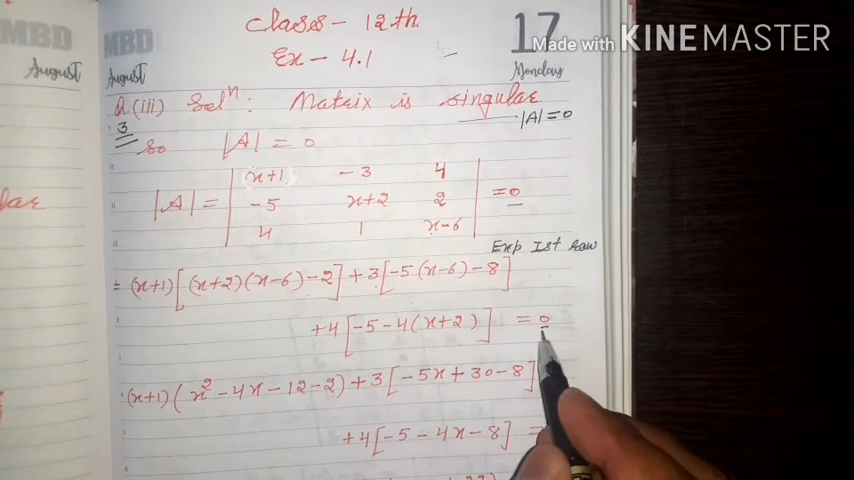 MBD
MBD
August
August
Class - 12th
Ex - 4.1
17
Monday
Made with KINEMASTER
Q.(iii) Solⁿ: Matrix is singular
|A|=0
3
So |A| = 0
|A| = | x+1 -3 4 |
| -5 x+2 2 | = 0
| 4 1 x-6 |
Exp Ist row
= (x+1)[(x+2)(x-6)-2] +3[-5(x-6)-8]
+4[-5-4(x+2)] = 0
(x+1)(x²-4x-12-2)+3[-5x+30-8]
+4[-5-4x-8] =